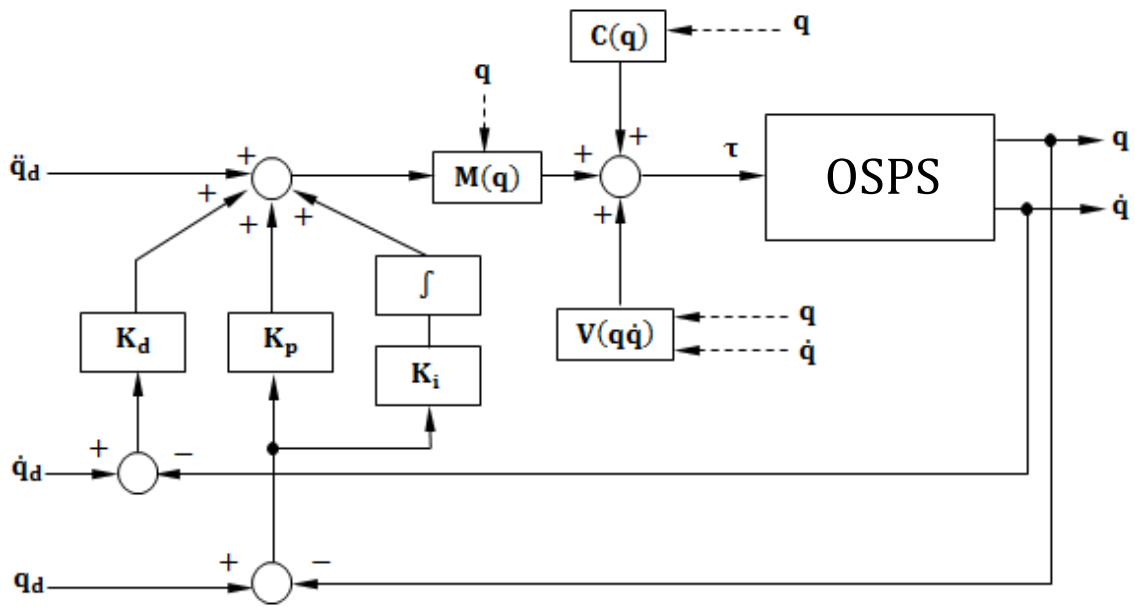 C(q)
q
q
+
+
+
q̈d
+
+
+
+
M(q)
+
τ
OSPS
q
q̇
∫
Kd
Kp
Ki
V(qq̇)
q
q̇
+
−
q̇d
+
−
qd